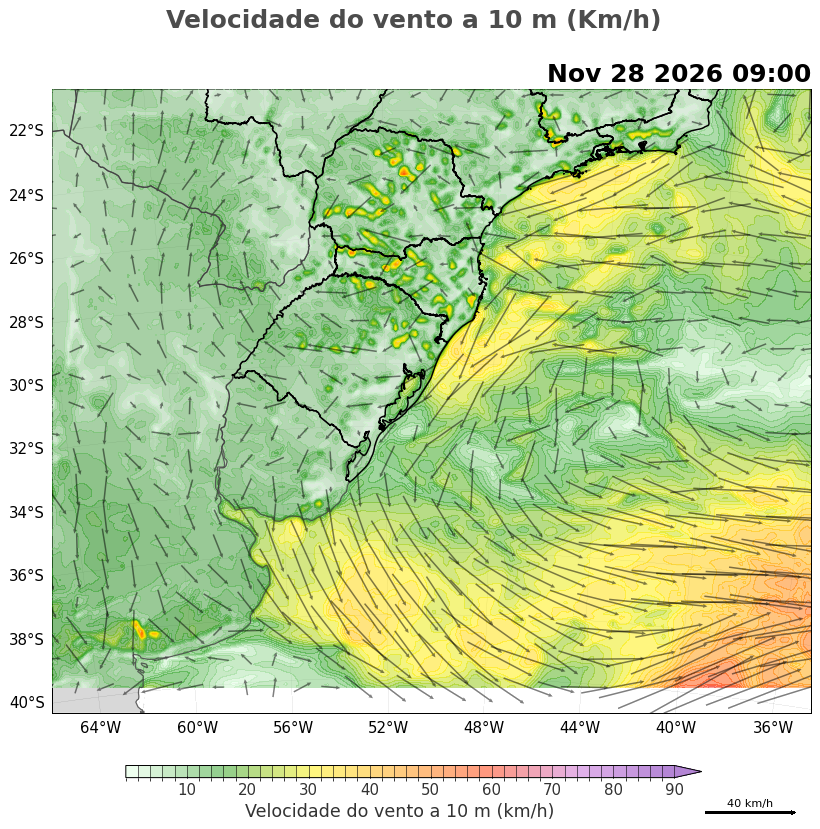 Velocidade do vento a 10 m (Km/h)
Nov 28 2026 09:00
22°S
24°S
26°S
28°S
30°S
32°S
34°S
36°S
38°S
40°S
64°W 60°W 56°W 52°W 48°W 44°W 40°W 36°W
10 20 30 40 50 60 70 80 90
Velocidade do vento a 10 m (km/h)
40 km/h